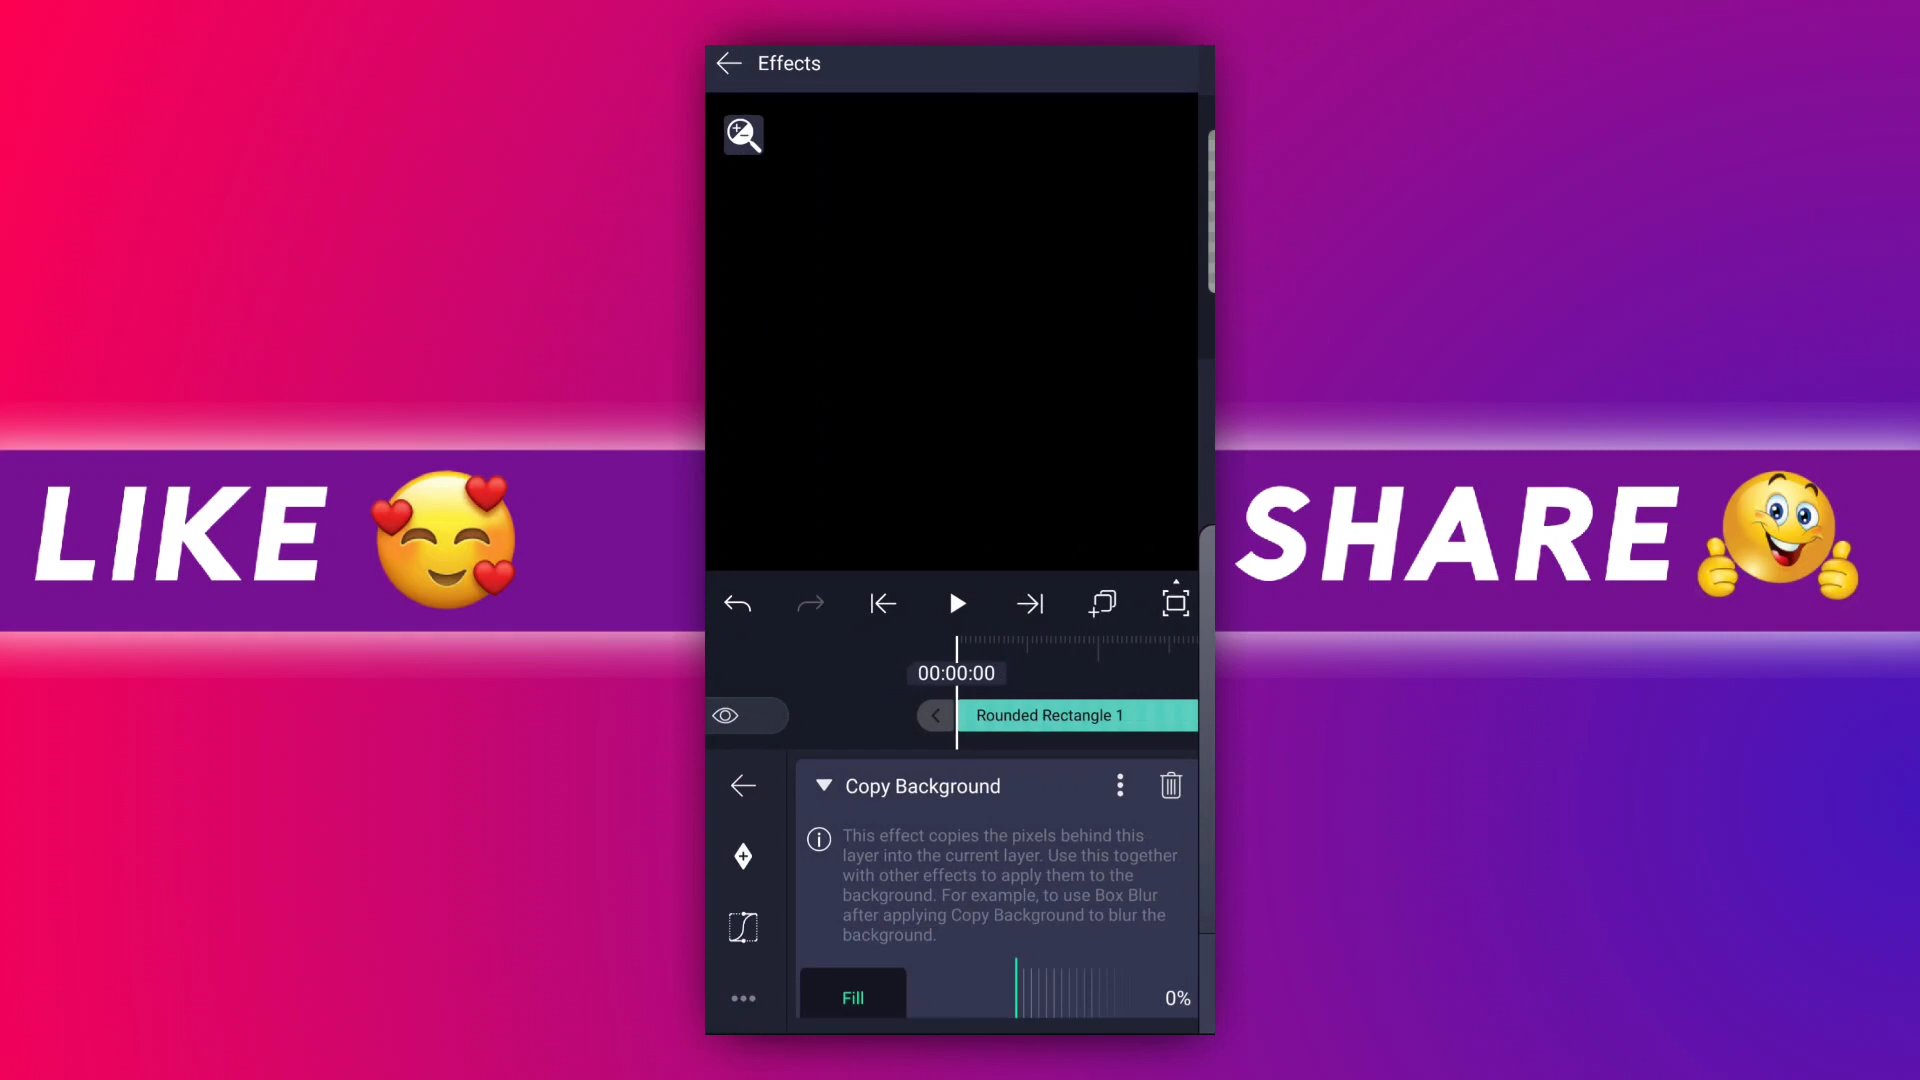 Effects
LIKE
SHARE
00:00:00
Rounded Rectangle 1
Copy Background
This effect copies the pixels behind this
layer into the current layer. Use this together
with other effects to apply them to the
background. For example, to use Box Blur
after applying Copy Background to blur the
background.
Fill
0%